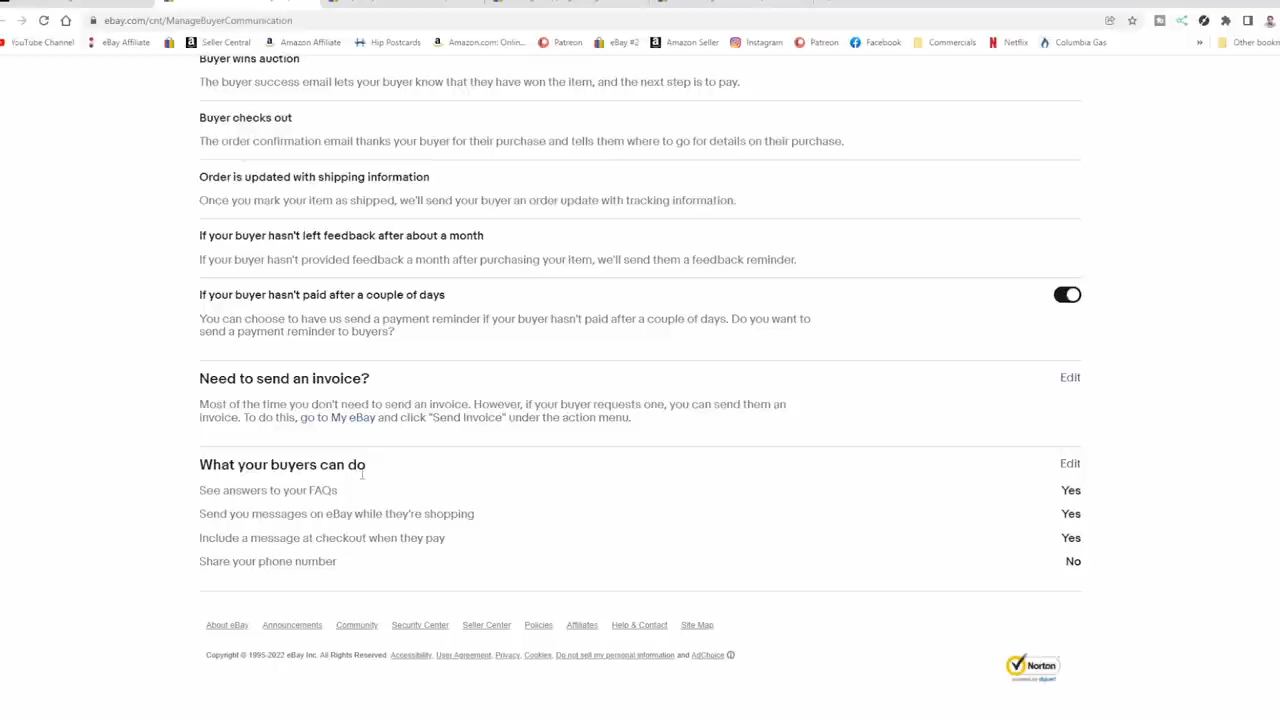 ebay.com/cnt/ManageBuyerCommunication
YouTube Channel eBay Affiliate Seller Central Amazon Affiliate Hip Postcards Amazon.com: Onlin... Patreon eBay #2 Amazon Seller Instagram Patreon Facebook Commercials Netflix Columbia Gas » Other bookm
Buyer wins auction
The buyer success email lets your buyer know that they have won the item, and the next step is to pay.
Buyer checks out
The order confirmation email thanks your buyer for their purchase and tells them where to go for details on their purchase.
Order is updated with shipping information
Once you mark your item as shipped, we'll send your buyer an order update with tracking information.
If your buyer hasn't left feedback after about a month
If your buyer hasn't provided feedback a month after purchasing your item, we'll send them a feedback reminder.
If your buyer hasn't paid after a couple of days
You can choose to have us send a payment reminder if your buyer hasn't paid after a couple of days. Do you want to
send a payment reminder to buyers?
Need to send an invoice? Edit
Most of the time you don't need to send an invoice. However, if your buyer requests one, you can send them an
invoice. To do this, go to My eBay and click "Send Invoice" under the action menu.
What your buyers can do Edit
See answers to your FAQs Yes
Send you messages on eBay while they're shopping Yes
Include a message at checkout when they pay Yes
Share your phone number No
About eBay Announcements Community Security Center Seller Center Policies Affiliates Help & Contact Site Map
Copyright © 1995-2022 eBay Inc. All Rights Reserved. Accessibility, User Agreement, Privacy, Cookies, Do not sell my personal information and AdChoice
Norton
powered by digicert